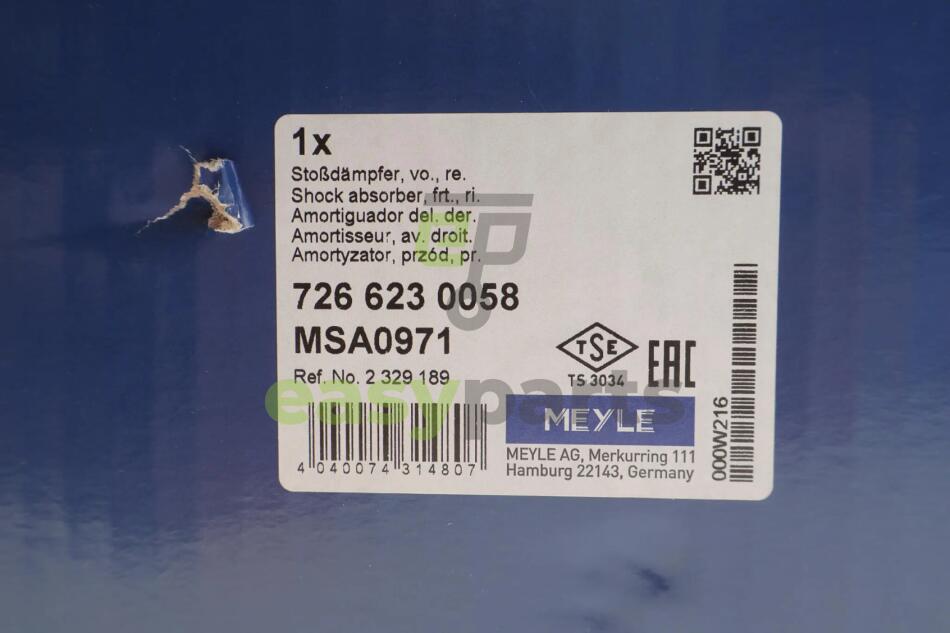 1x
Stoßdämpfer, vo., re.
Shock absorber, frt., ri.
Amortiguador del. der.
Amortisseur, av. droit.
Amortyzator, przód, pr.
726 623 0058
MSA0971
Ref. No. 2 329 189
4 040074 314807
TSE
TS 3034
EAC
MEYLE
MEYLE AG, Merkurring 111
Hamburg 22143, Germany
000W216
easyparts